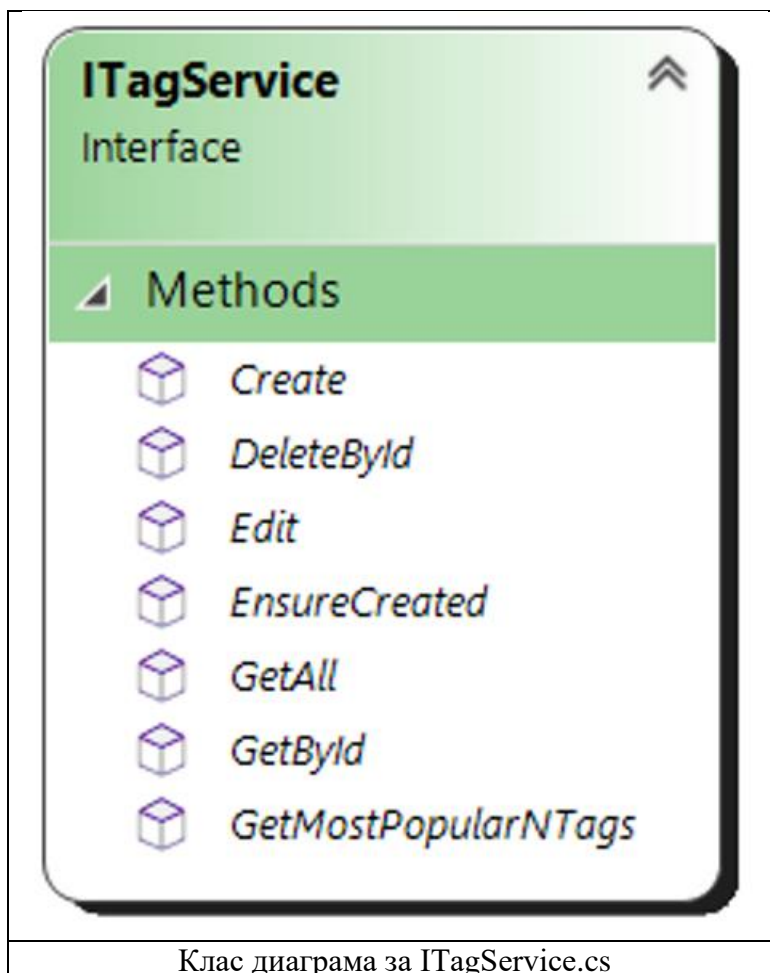 ITagService
Interface
Methods
Create
DeleteById
Edit
EnsureCreated
GetAll
GetById
GetMostPopularNTags
Клас диаграма за ITagService.cs